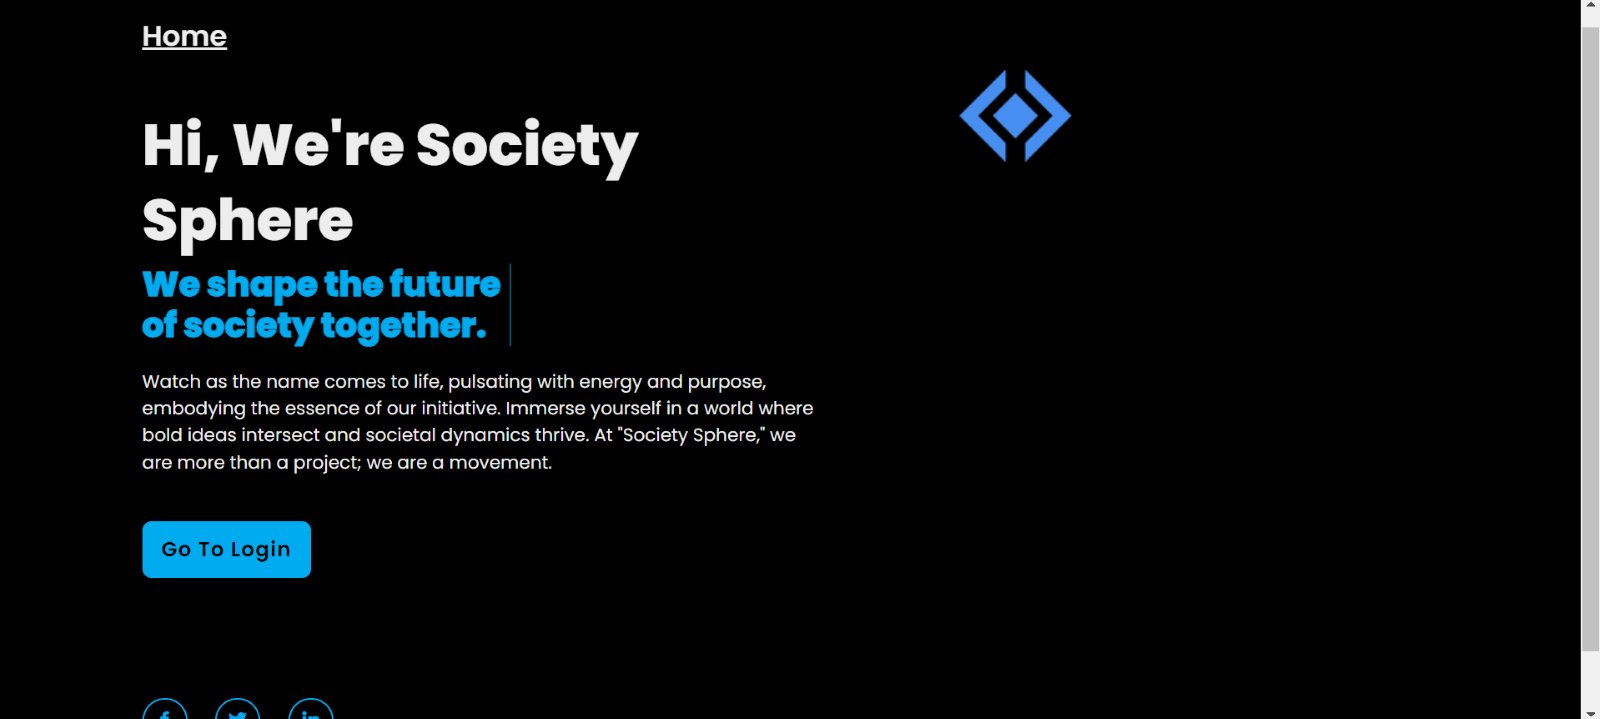 Home
Hi, We're Society
Sphere
We shape the future
of society together.
Watch as the name comes to life, pulsating with energy and purpose,
embodying the essence of our initiative. Immerse yourself in a world where
bold ideas intersect and societal dynamics thrive. At "Society Sphere," we
are more than a project; we are a movement.
Go To Login